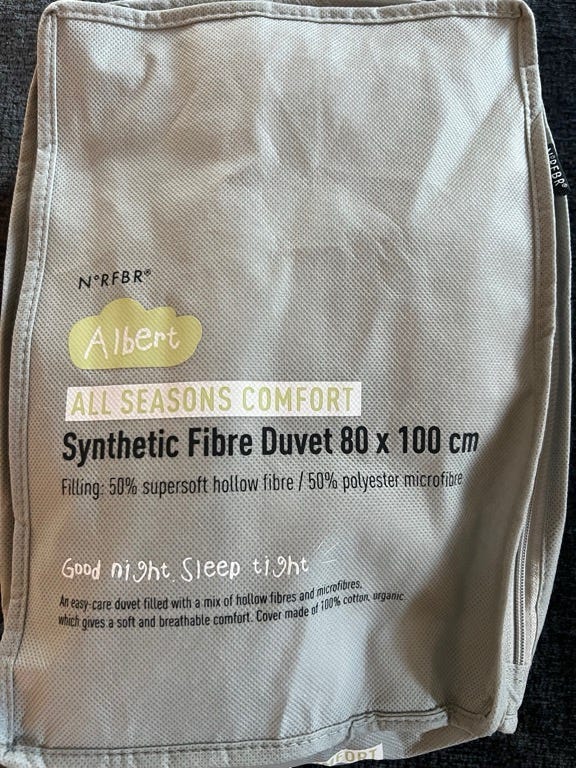 N°RFBR®
N°RFBR®
Albert
ALL SEASONS COMFORT
Synthetic Fibre Duvet 80 x 100 cm
Filling: 50% supersoft hollow fibre / 50% polyester microfibre
Good night, Sleep tight
An easy-care duvet filled with a mix of hollow fibres and microfibres,
which gives a soft and breathable comfort. Cover made of 100% cotton, organic.